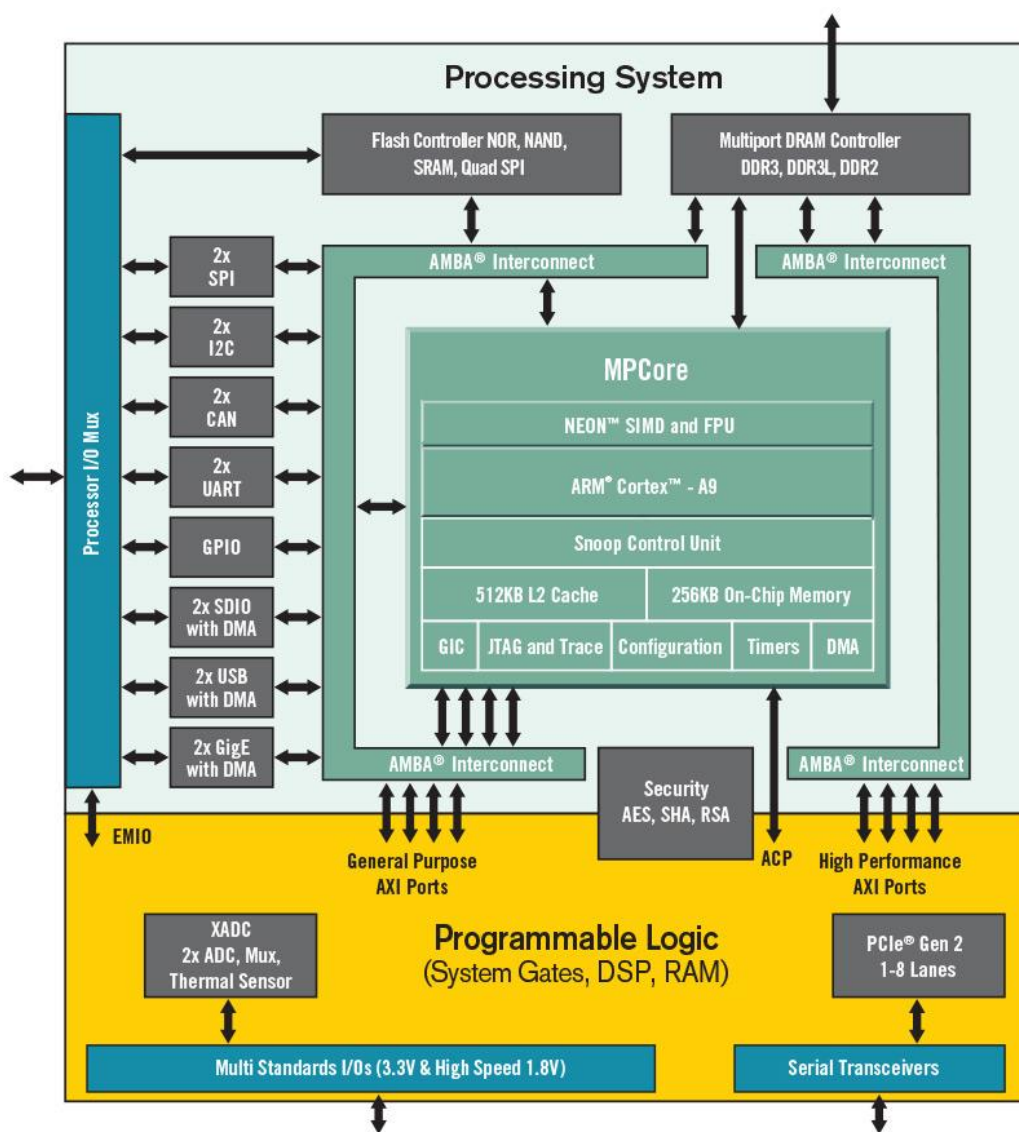 Processing System
Flash Controller NOR, NAND,
SRAM, Quad SPI
Multiport DRAM Controller
DDR3, DDR3L, DDR2
Processor I/O Mux
2x
SPI
2x
I2C
2x
CAN
2x
UART
GPIO
2x SDIO
with DMA
2x USB
with DMA
2x GigE
with DMA
AMBA® Interconnect
AMBA® Interconnect
MPCore
NEON™ SIMD and FPU
ARM® Cortex™ - A9
Snoop Control Unit
512KB L2 Cache
256KB On-Chip Memory
GIC
JTAG and Trace
Configuration
Timers
DMA
AMBA® Interconnect
AMBA® Interconnect
Security
AES, SHA, RSA
EMIO
General Purpose
AXI Ports
ACP
High Performance
AXI Ports
XADC
2x ADC, Mux,
Thermal Sensor
Programmable Logic
(System Gates, DSP, RAM)
PCIe® Gen 2
1-8 Lanes
Multi Standards I/Os (3.3V & High Speed 1.8V)
Serial Transceivers